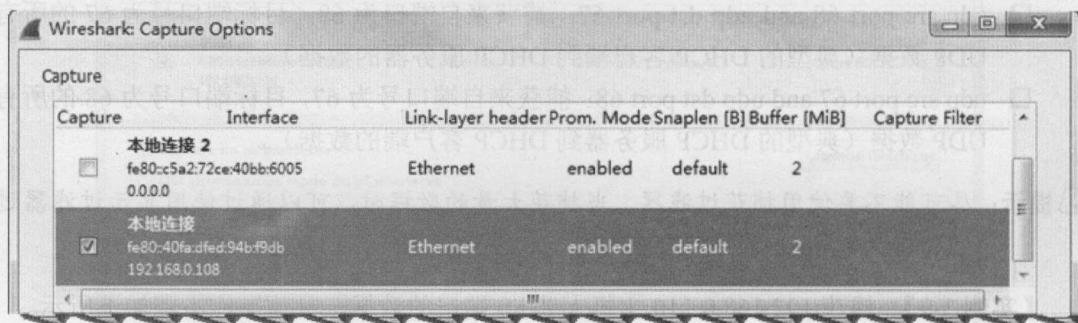 Wireshark: Capture Options
Capture
Capture Interface Link-layer header Prom. Mode Snaplen [B] Buffer [MiB] Capture Filter
本地连接 2
fe80::c5a2:72ce:40bb:6005 Ethernet enabled default 2
0.0.0.0
本地连接
fe80::40fa:dfed:94b:f9db Ethernet enabled default 2
192.168.0.108